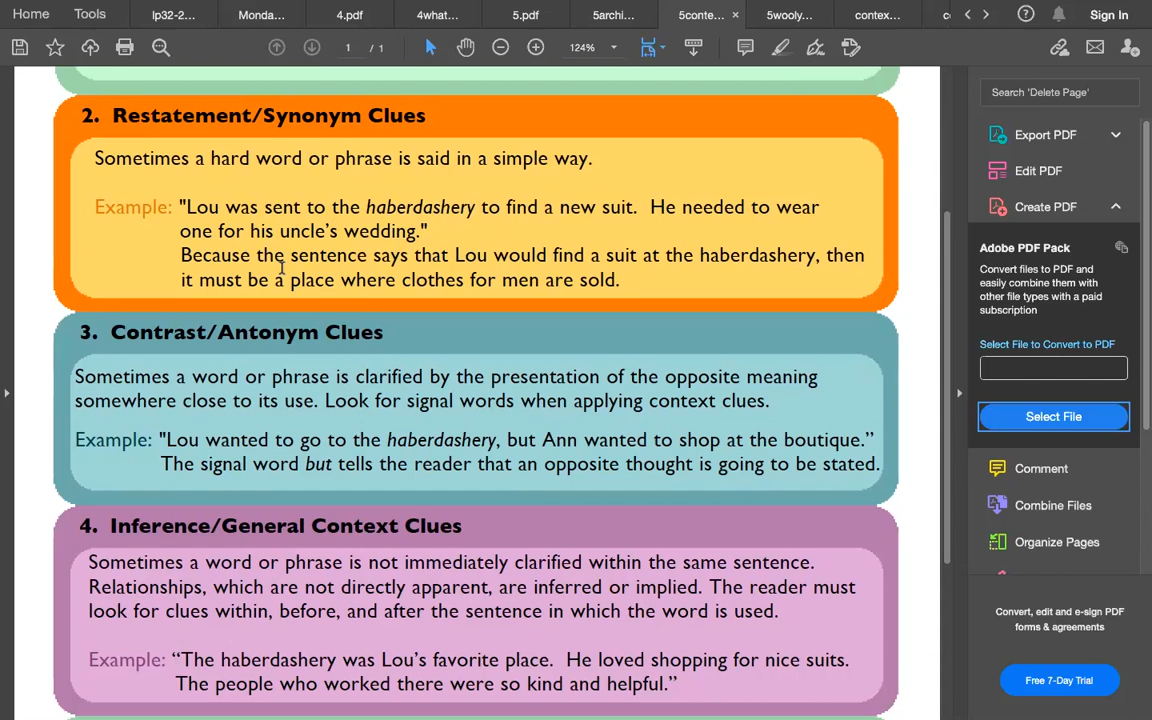 Home
Tools
lp32-2...
Monda...
4.pdf
4what...
5.pdf
5archi...
5conte...
×
5wooly...
contex...
Sign In
1 / 1
124%
2. Restatement/Synonym Clues
Sometimes a hard word or phrase is said in a simple way.
Example: "Lou was sent to the haberdashery to find a new suit. He needed to wear
one for his uncle's wedding."
Because the sentence says that Lou would find a suit at the haberdashery, then
it must be a place where clothes for men are sold.
3. Contrast/Antonym Clues
Sometimes a word or phrase is clarified by the presentation of the opposite meaning
somewhere close to its use. Look for signal words when applying context clues.
Example: "Lou wanted to go to the haberdashery, but Ann wanted to shop at the boutique.”
The signal word but tells the reader that an opposite thought is going to be stated.
4. Inference/General Context Clues
Sometimes a word or phrase is not immediately clarified within the same sentence.
Relationships, which are not directly apparent, are inferred or implied. The reader must
look for clues within, before, and after the sentence in which the word is used.
Example: “The haberdashery was Lou’s favorite place. He loved shopping for nice suits.
The people who worked there were so kind and helpful.”
Search 'Delete Page'
Export PDF
Edit PDF
Create PDF
Adobe PDF Pack
Convert files to PDF and
easily combine them with
other file types with a paid
subscription
Select File to Convert to PDF
Select File
Comment
Combine Files
Organize Pages
Convert, edit and e-sign PDF
forms & agreements
Free 7-Day Trial